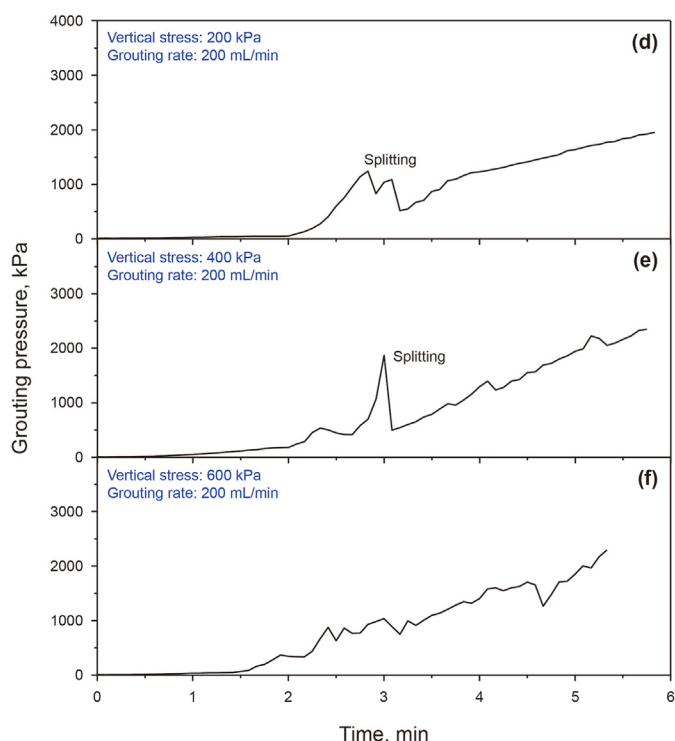 4000
Vertical stress: 200 kPa
(d)
Grouting rate: 200 mL/min
3000
2000
Splitting
1000
0
Vertical stress: 400 kPa
(e)
Grouting rate: 200 mL/min
3000
2000
Splitting
1000
0
Vertical stress: 600 kPa
(f)
Grouting rate: 200 mL/min
3000
2000
1000
0
Grouting pressure, kPa
0 1 2 3 4 5 6
Time, min